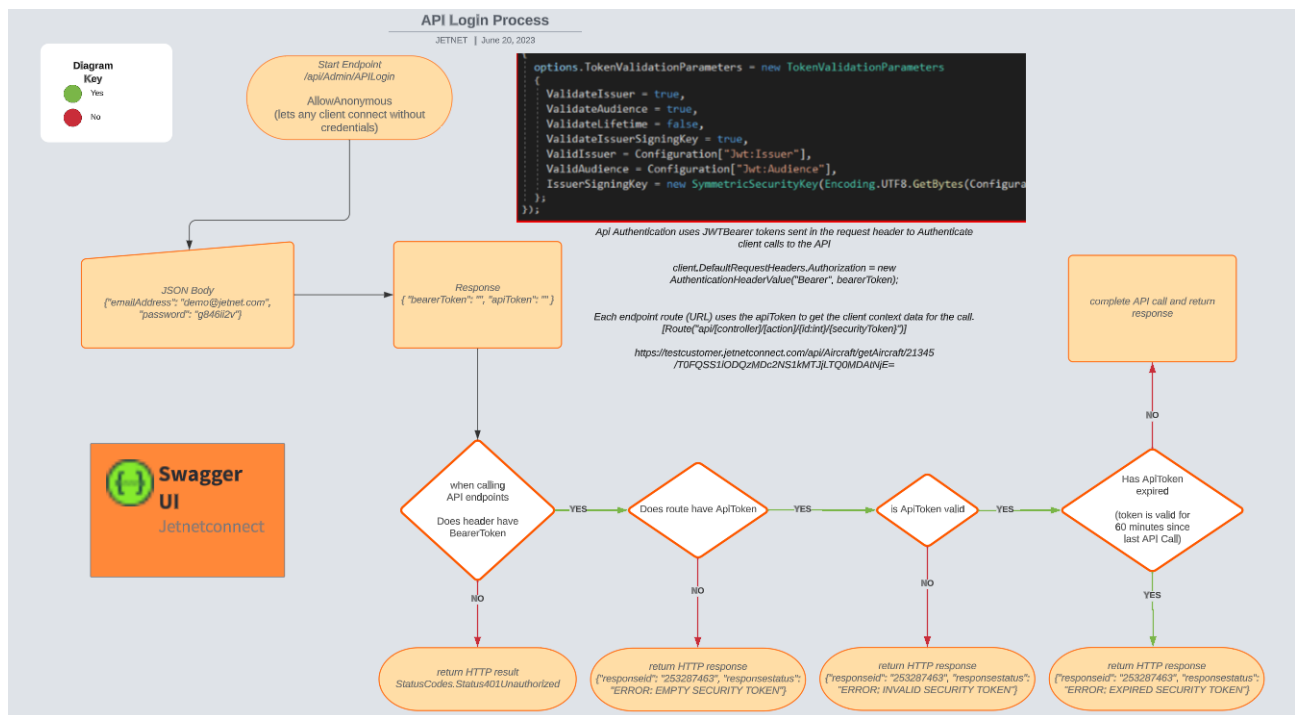 API Login Process
JETNET | June 20, 2023
Diagram
Key
Yes
No
Start Endpoint
/api/Admin/APILogin
AllowAnonymous
(lets any client connect without
credentials)
{
options.TokenValidationParameters = new TokenValidationParameters
{
ValidateIssuer = true,
ValidateAudience = true,
ValidateLifetime = false,
ValidateIssuerSigningKey = true,
ValidIssuer = Configuration["Jwt:Issuer"],
ValidAudience = Configuration["Jwt:Audience"],
IssuerSigningKey = new SymmetricSecurityKey(Encoding.UTF8.GetBytes(Configura
};
});
Api Authentication uses JWTBearer tokens sent in the request header to Authenticate
client calls to the API
client.DefaultRequestHeaders.Authorization = new
AuthenticationHeaderValue("Bearer", bearerToken);
Each endpoint route (URL) uses the apiToken to get the client context data for the call.
[Route("api/[controller]/[action]/{id:int}/{securityToken}")]
https://testcustomer.jetnetconnect.com/api/Aircraft/getAircraft/21345
/T0FQSS1iODQzMDc2NS1kMTJjLTQ0MDAtNjE=
JSON Body
{"emailAddress": "demo@jetnet.com",
"password": "g846ii2v"}
Response
{ "bearerToken": "", "apiToken": "" }
complete API call and return
response
Swagger
UI
Jetnetconnect
when calling
API endpoints
Does header have
BearerToken
YES
Does route have ApiToken
YES
is ApiToken valid
YES
Has ApiToken
expired
(token is valid for
60 minutes since
last API Call)
NO
NO
NO
NO
YES
return HTTP result
StatusCodes.Status401Unauthorized
return HTTP response
{"responseid": "253287463", "responsestatus":
"ERROR: EMPTY SECURITY TOKEN"}
return HTTP response
{"responseid": "253287463", "responsestatus":
"ERROR; INVALID SECURITY TOKEN"}
return HTTP response
{"responseid": "253287463", "responsestatus":
"ERROR; EXPIRED SECURITY TOKEN"}